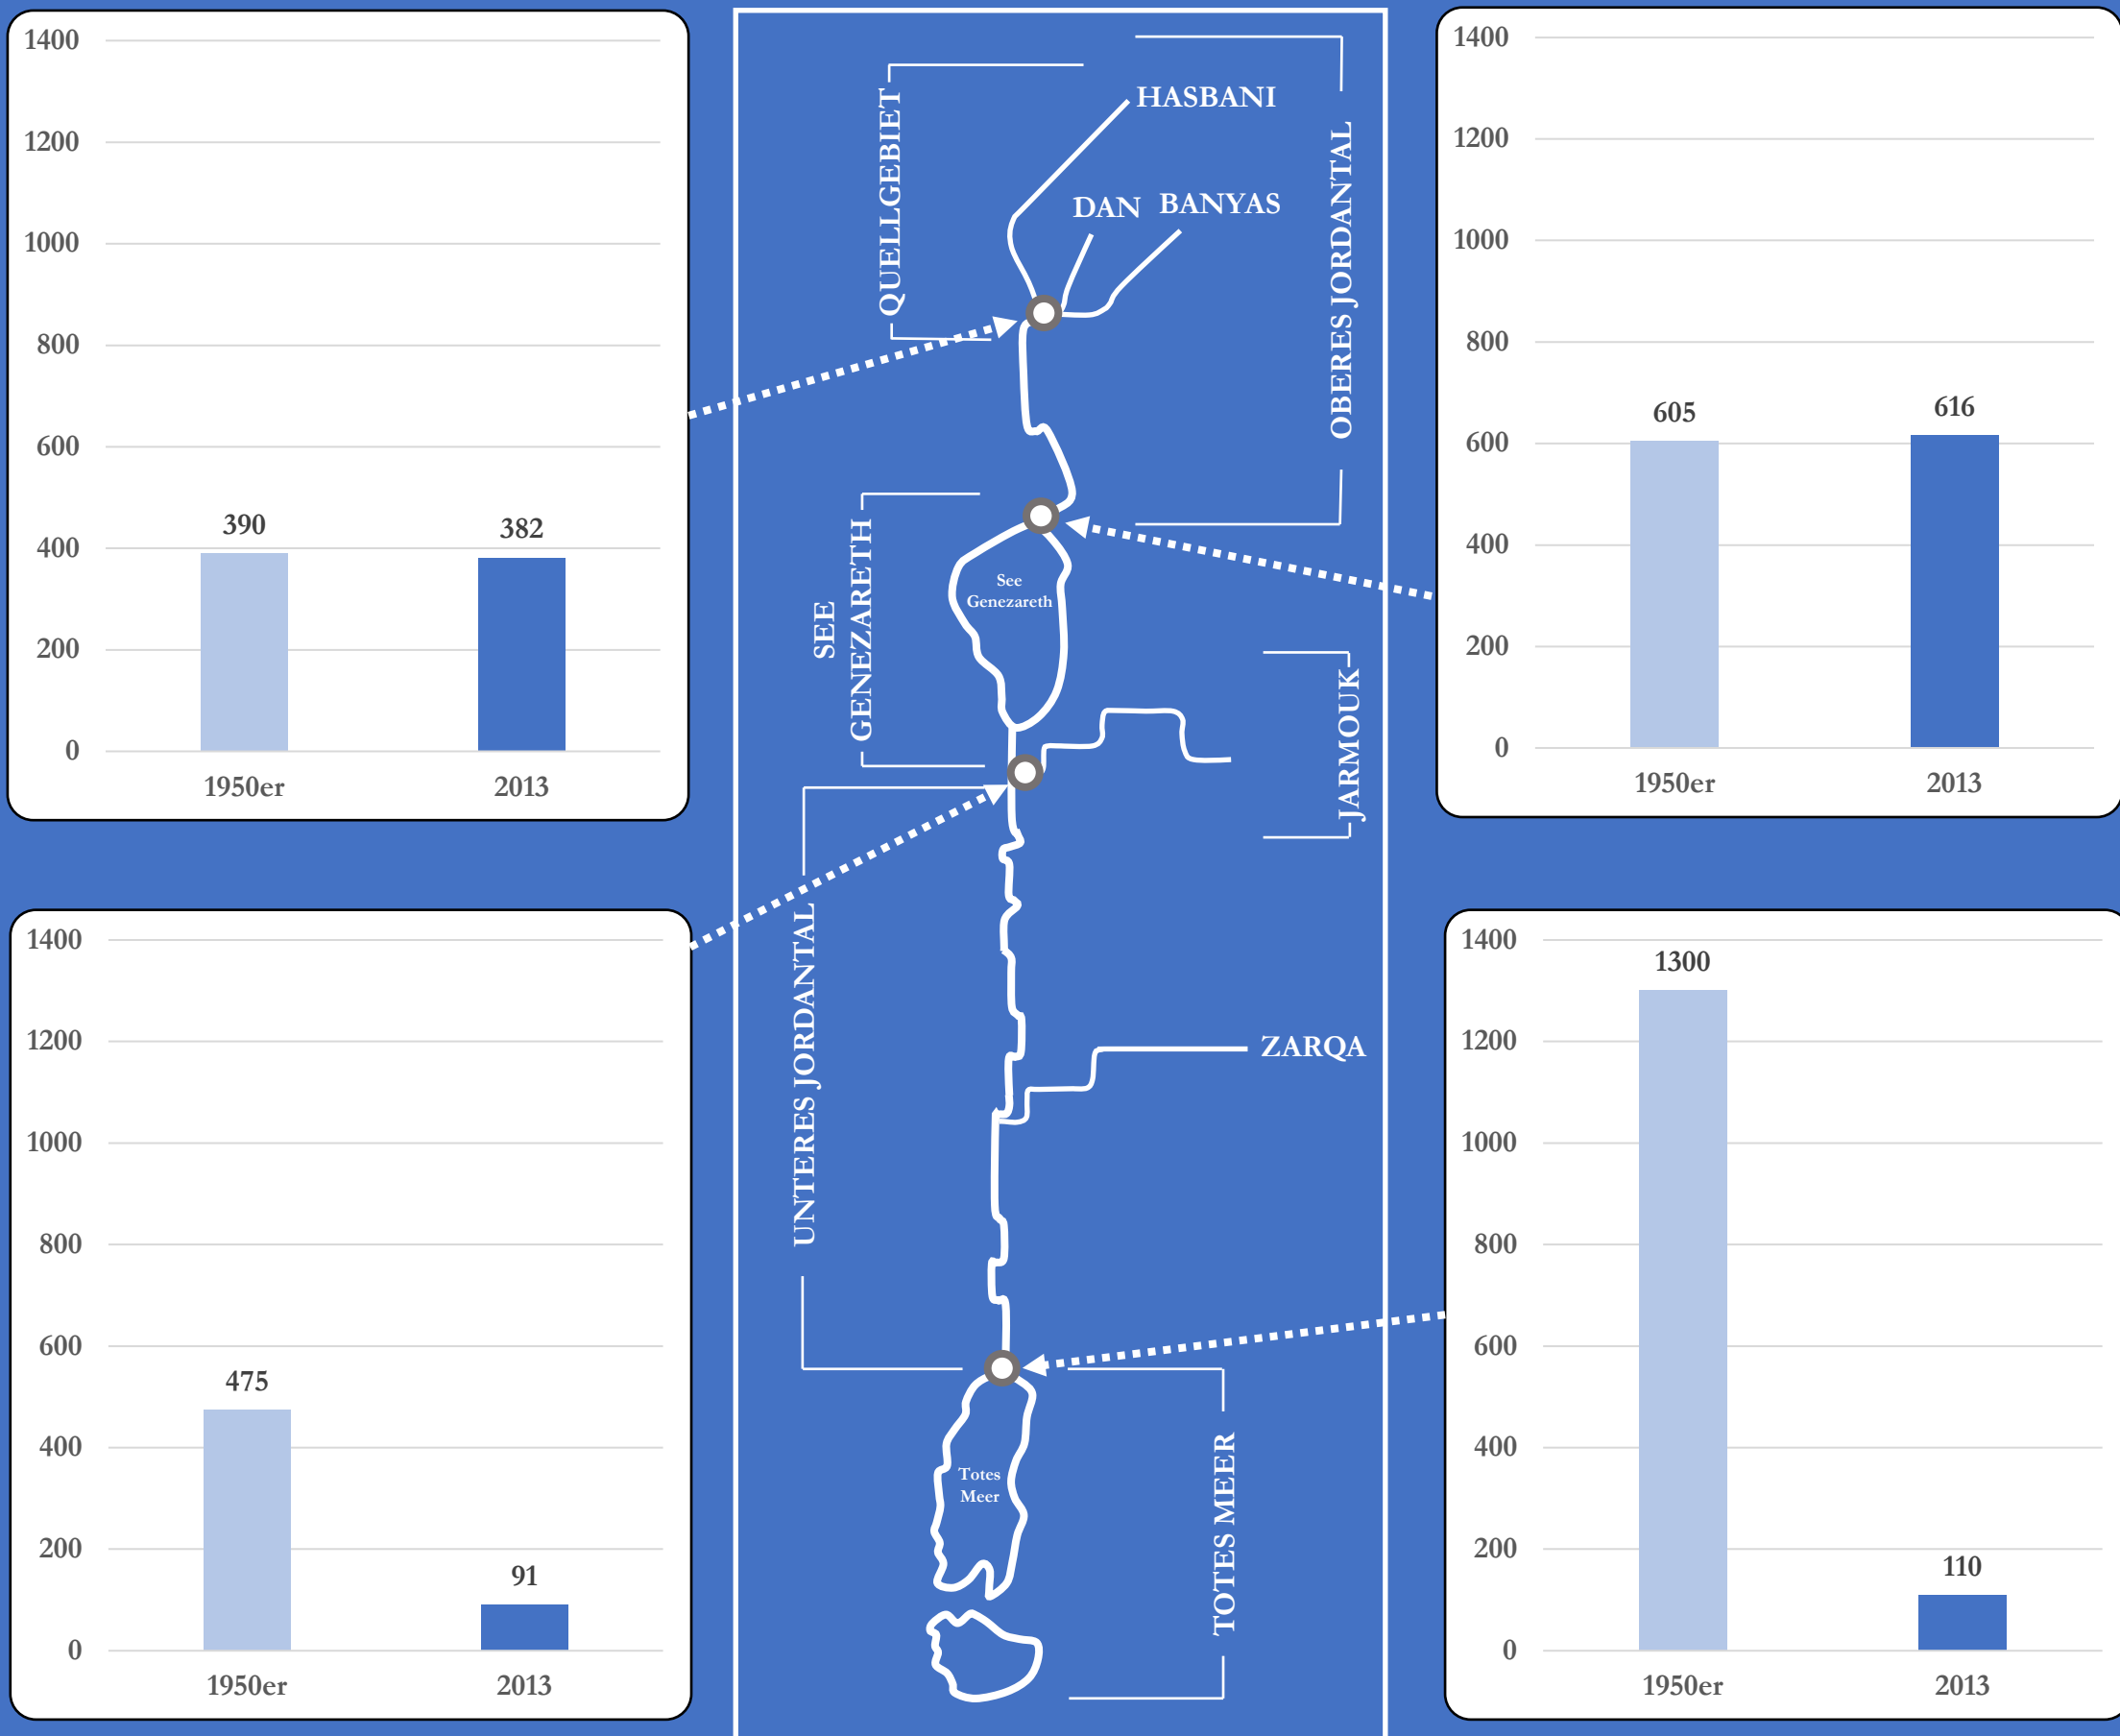 1400
1200
1000
800
600
400
200
0
390
382
1950er
2013
QUELLGEBIET
HASBANI
DAN
BANYAS
OBERES JORDANTAL
SEE
GENEZARETH
See
Genezareth
JARMOUK
1400
1200
1000
800
600
400
200
0
605
616
1950er
2013
1400
1200
1000
800
600
400
200
0
475
91
1950er
2013
UNTERES JORDANTAL
ZARQA
Totes
Meer
TOTES MEER
1400
1200
1000
800
600
400
200
0
1300
110
1950er
2013